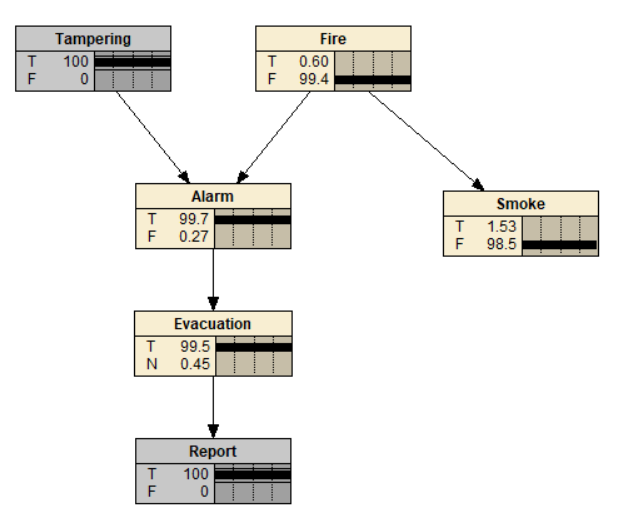 Tampering
T 100
F 0
Fire
T 0.60
F 99.4
Alarm
T 99.7
F 0.27
Smoke
T 1.53
F 98.5
Evacuation
T 99.5
N 0.45
Report
T 100
F 0